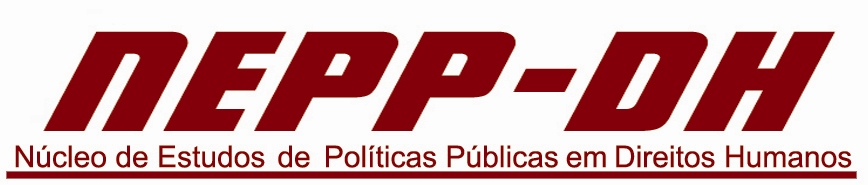 NEPP-DH
Núcleo de Estudos de Políticas Públicas em Direitos Humanos